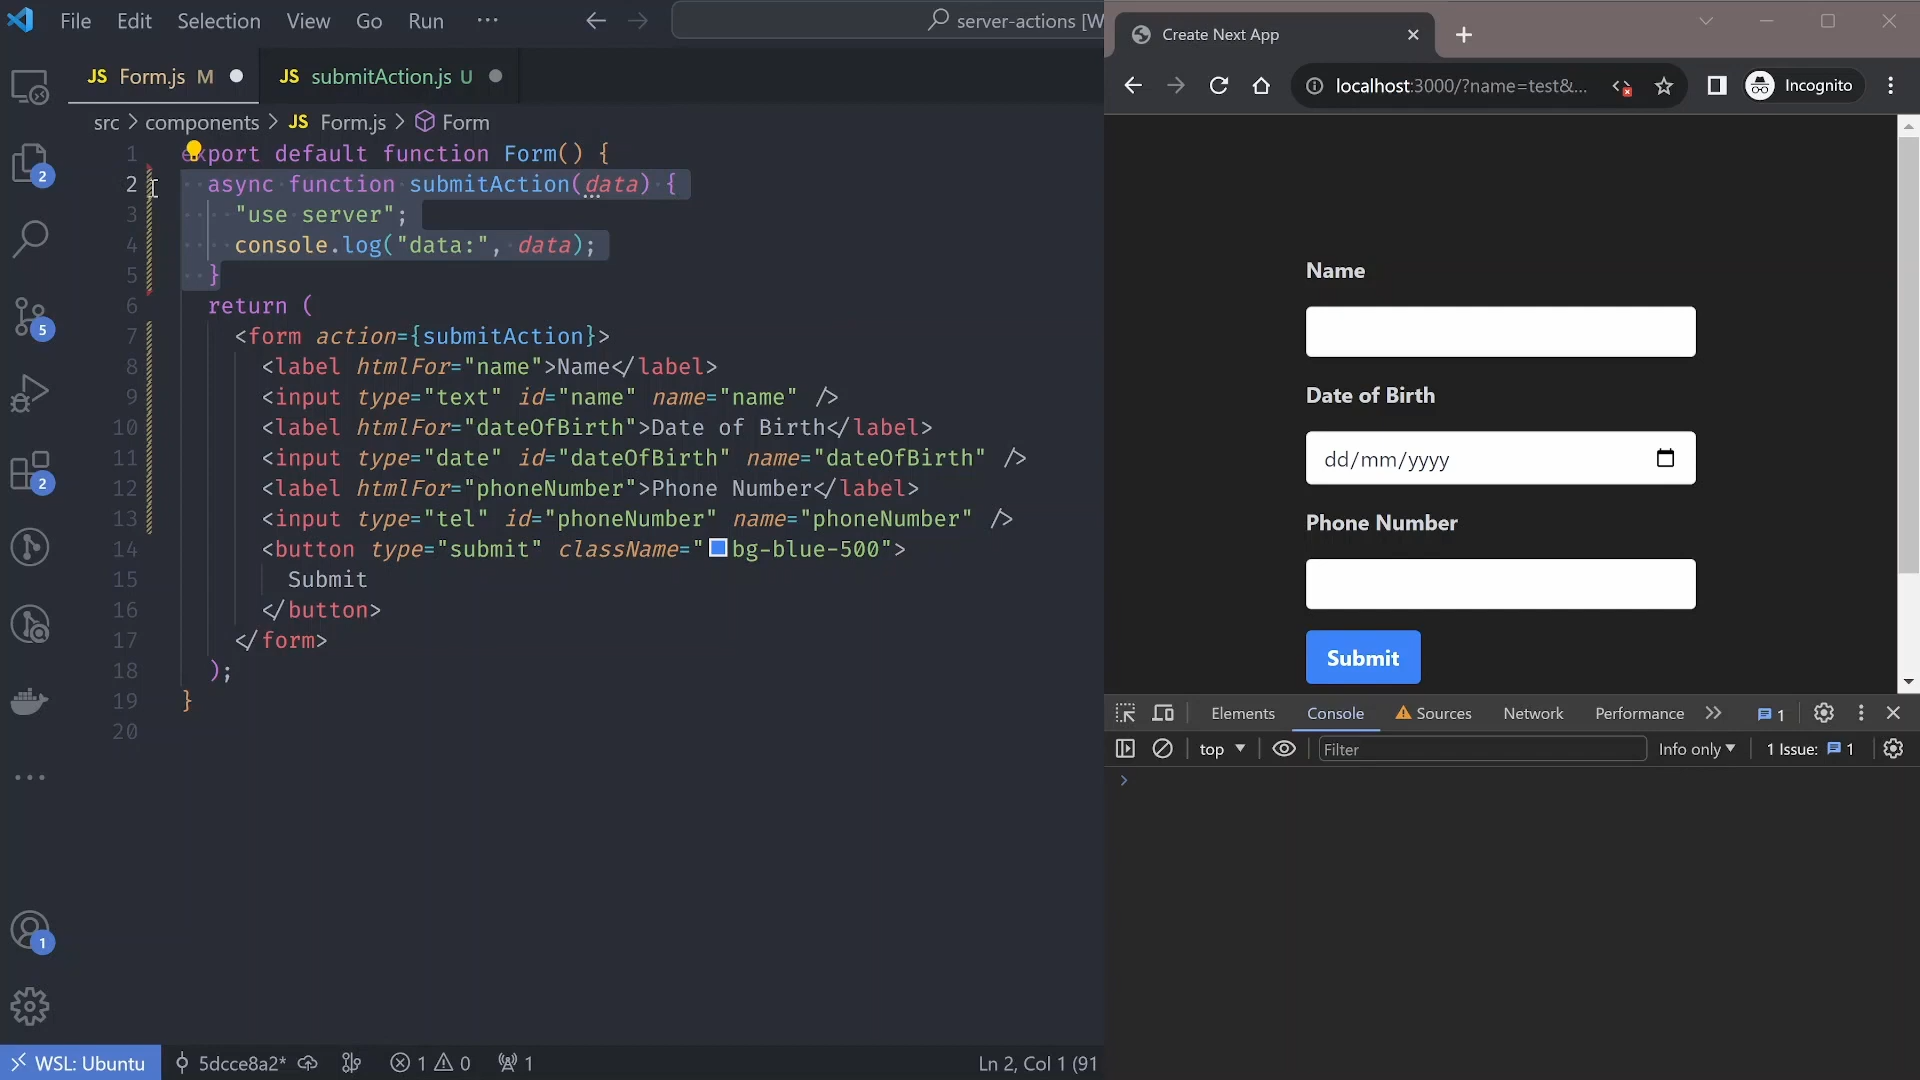 File Edit Selection View Go Run ···
server-actions [W
JS Form.js M
JS submitAction.js U
src > components > JS Form.js > Form
1 export default function Form() {
2 async function submitAction(data) {
3 "use server";
4 console.log("data:", data);
5 }
6 return (
7 <form action={submitAction}>
8 <label htmlFor="name">Name</label>
9 <input type="text" id="name" name="name" />
10 <label htmlFor="dateOfBirth">Date of Birth</label>
11 <input type="date" id="dateOfBirth" name="dateOfBirth" />
12 <label htmlFor="phoneNumber">Phone Number</label>
13 <input type="tel" id="phoneNumber" name="phoneNumber" />
14 <button type="submit" className="bg-blue-500">
15 Submit
16 </button>
17 </form>
18 );
19 }
20
2
5
2
1
WSL: Ubuntu 5dcce8a2* 1 0 1 Ln 2, Col 1 (91
Create Next App
localhost:3000/?name=test&...
Incognito
Name
Date of Birth
dd/mm/yyyy
Phone Number
Submit
Elements Console Sources Network Performance 1
top Filter Info only 1 Issue: 1